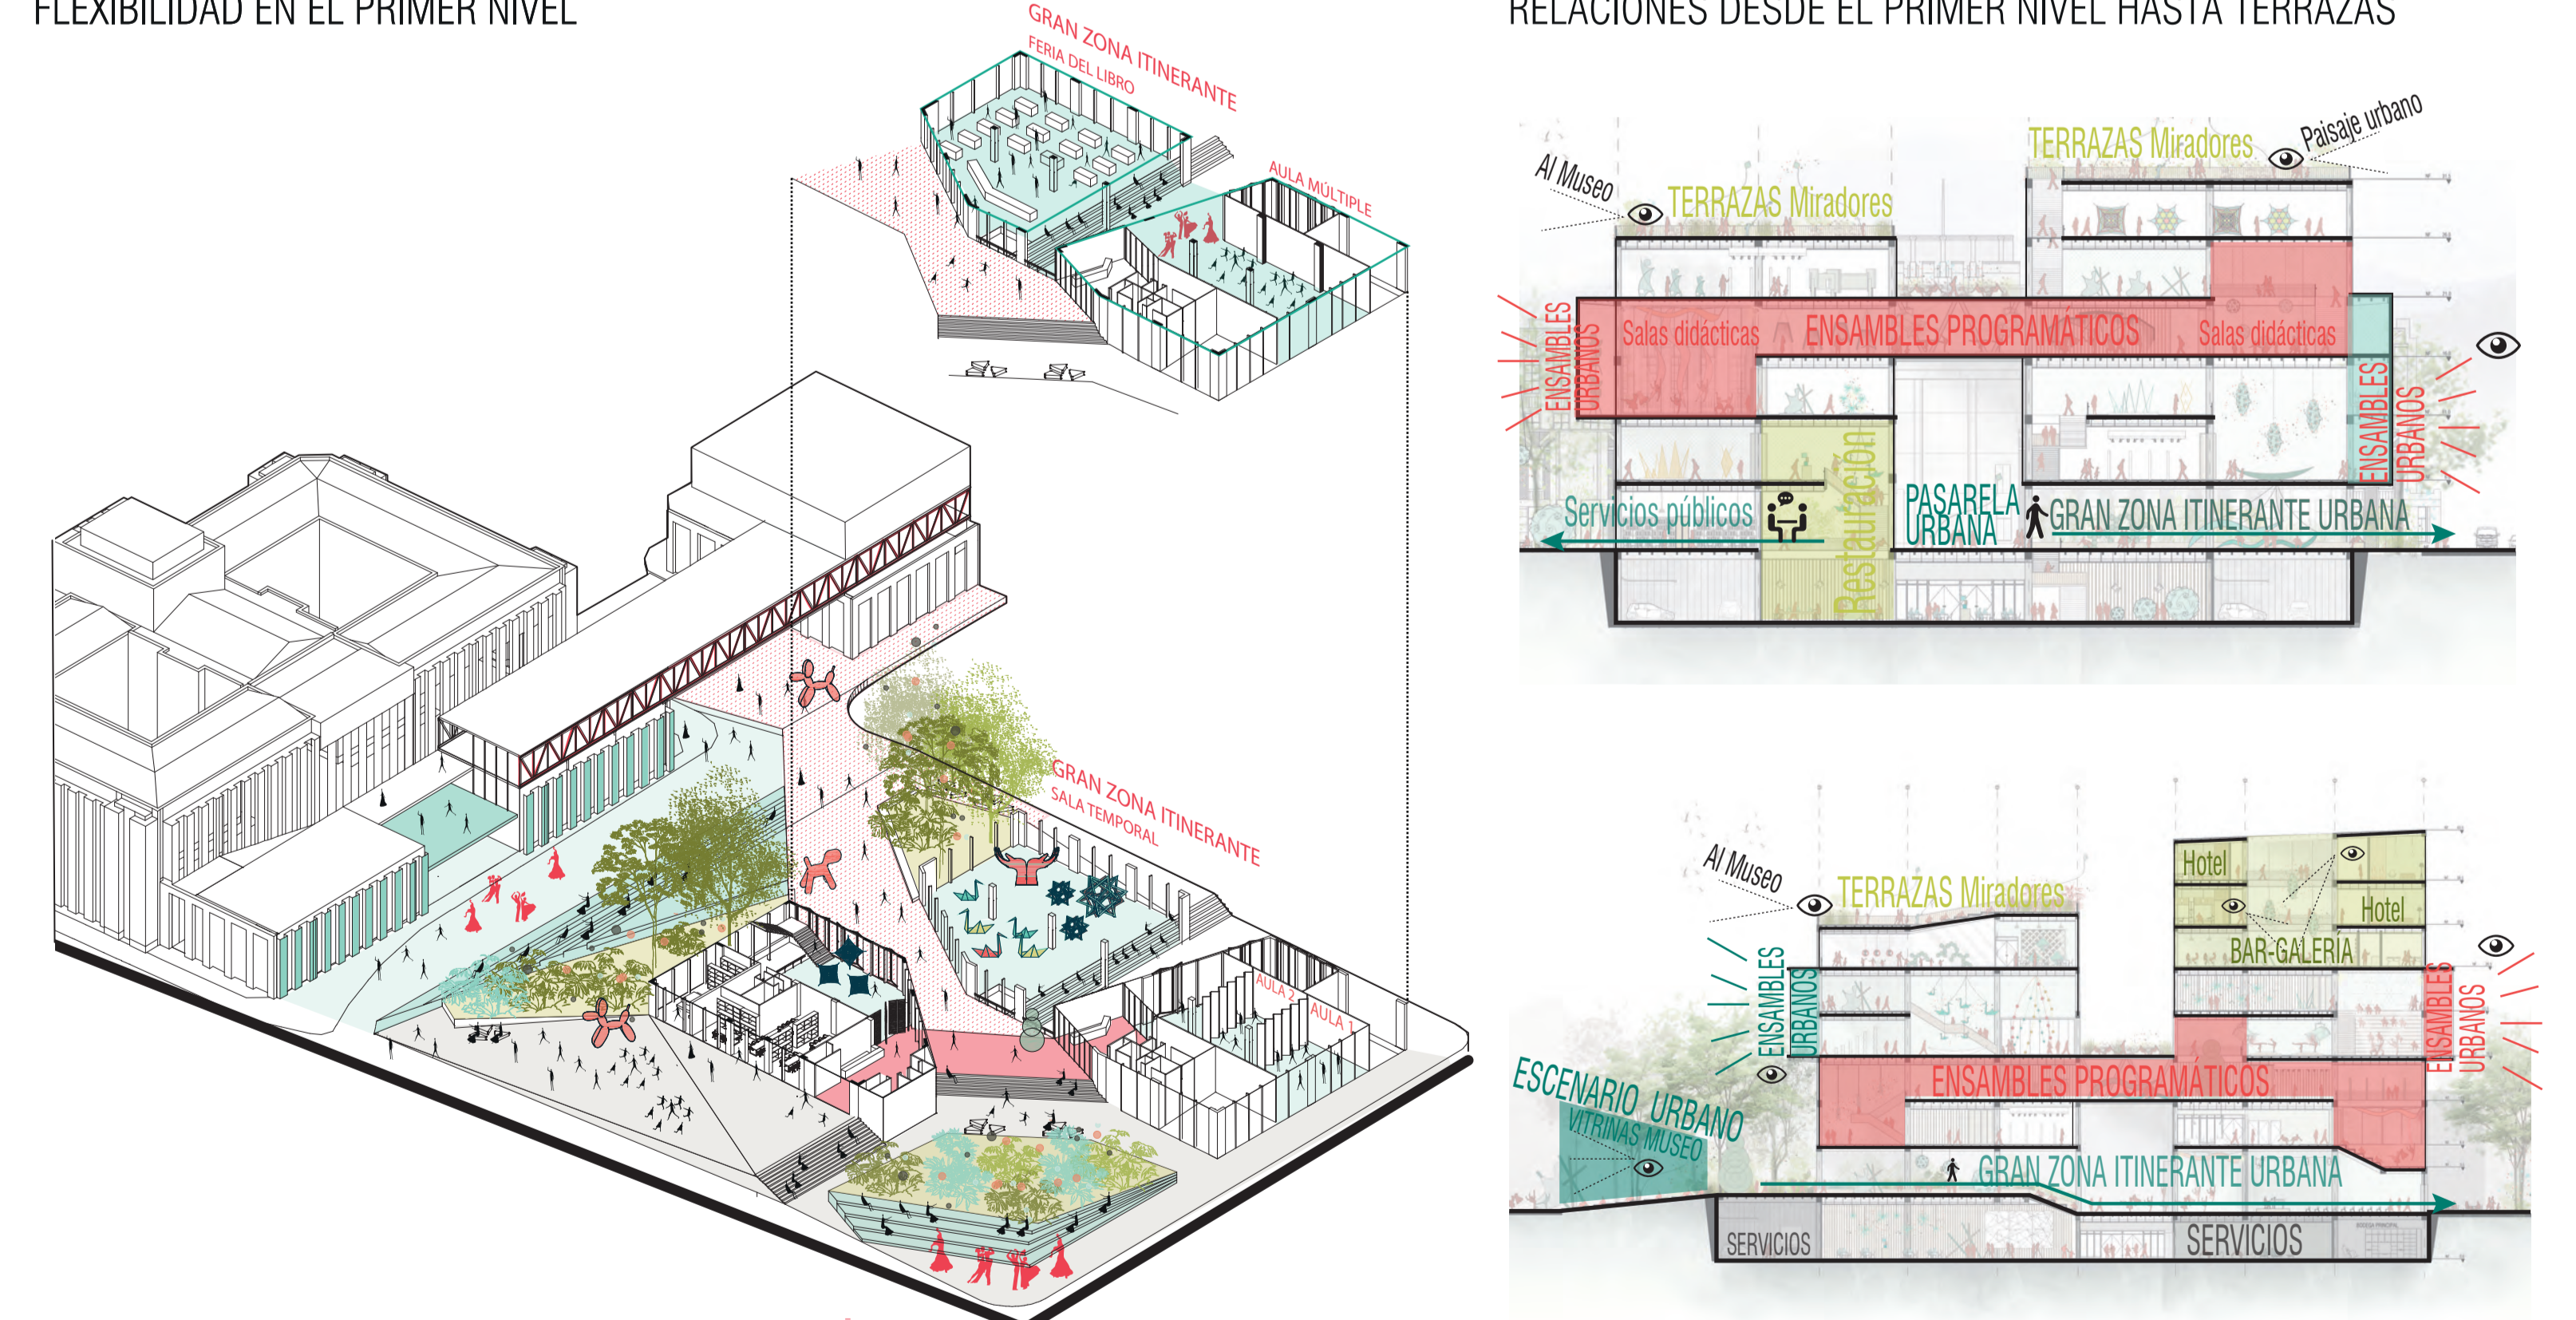 FLEXIBILIDAD EN EL PRIMER NIVEL
GRAN ZONA ITINERANTE
FERIA DEL LIBRO
AULA MÚLTIPLE
GRAN ZONA ITINERANTE
SALA TEMPORAL
AULA 2
AULA 1
RELACIONES DESDE EL PRIMER NIVEL HASTA TERRAZAS
Al Museo
TERRAZAS Miradores
TERRAZAS Miradores
Paisaje urbano
ENSAMBLES
URBANOS
Salas didácticas
ENSAMBLES PROGRAMÁTICOS
Salas didácticas
ENSAMBLES
URBANOS
Servicios públicos
Restauración
PASARELA
URBANA
GRAN ZONA ITINERANTE URBANA
Al Museo
TERRAZAS Miradores
Hotel
Hotel
BAR-GALERÍA
ENSAMBLES
URBANOS
ENSAMBLES
URBANOS
ESCENARIO URBANO
VITRINAS MUSEO
ENSAMBLES PROGRAMÁTICOS
GRAN ZONA ITINERANTE URBANA
SERVICIOS
SERVICIOS